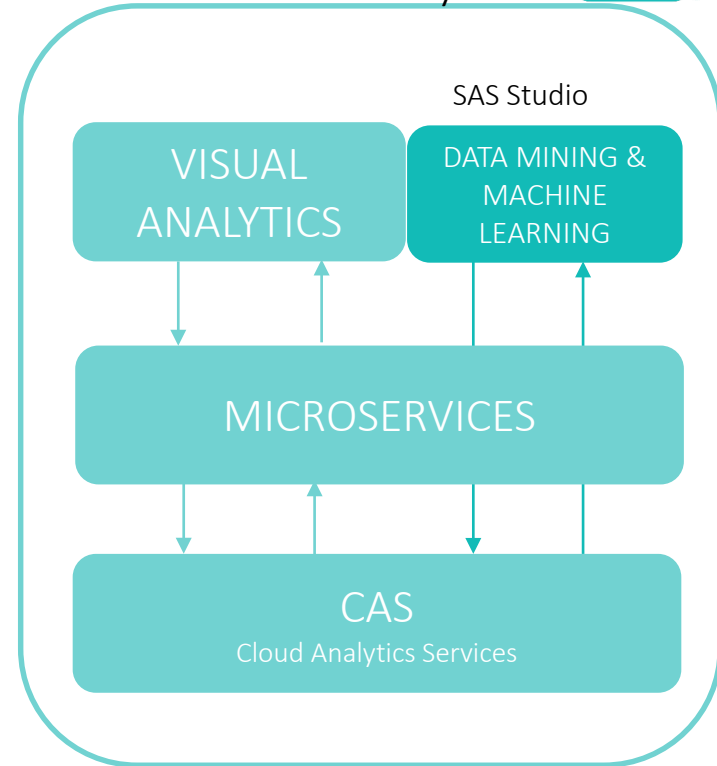 SAS Studio
VISUAL
ANALYTICS
DATA MINING &
MACHINE
LEARNING
MICROSERVICES
CAS
Cloud Analytics Services